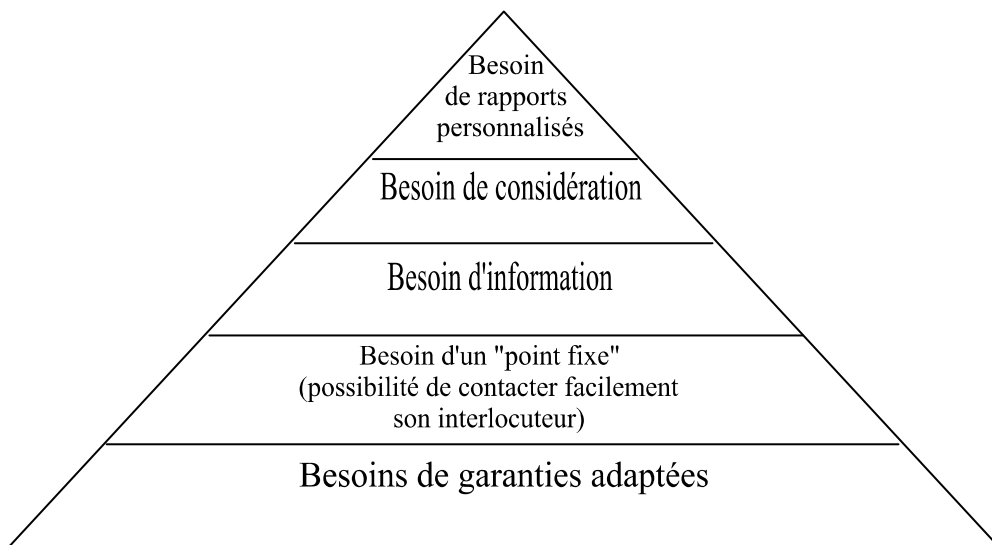 Besoin
de rapports
personnalisés
Besoin de considération
Besoin d'information
Besoin d'un "point fixe"
(possibilité de contacter facilement
son interlocuteur)
Besoins de garanties adaptées